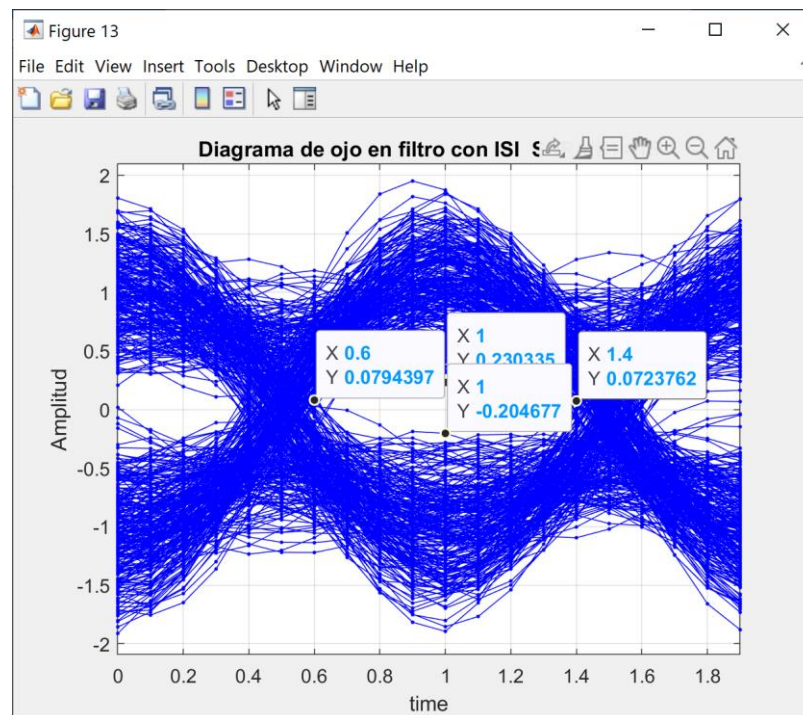 Figure 13
File Edit View Insert Tools Desktop Window Help
Diagrama de ojo en filtro con ISI
2
1.5
1
0.5
0
-0.5
-1
-1.5
-2
Amplitud
X 0.6
Y 0.0794397
X 1
Y 0.230335
X 1
Y -0.204677
X 1.4
Y 0.0723762
0 0.2 0.4 0.6 0.8 1 1.2 1.4 1.6 1.8
time